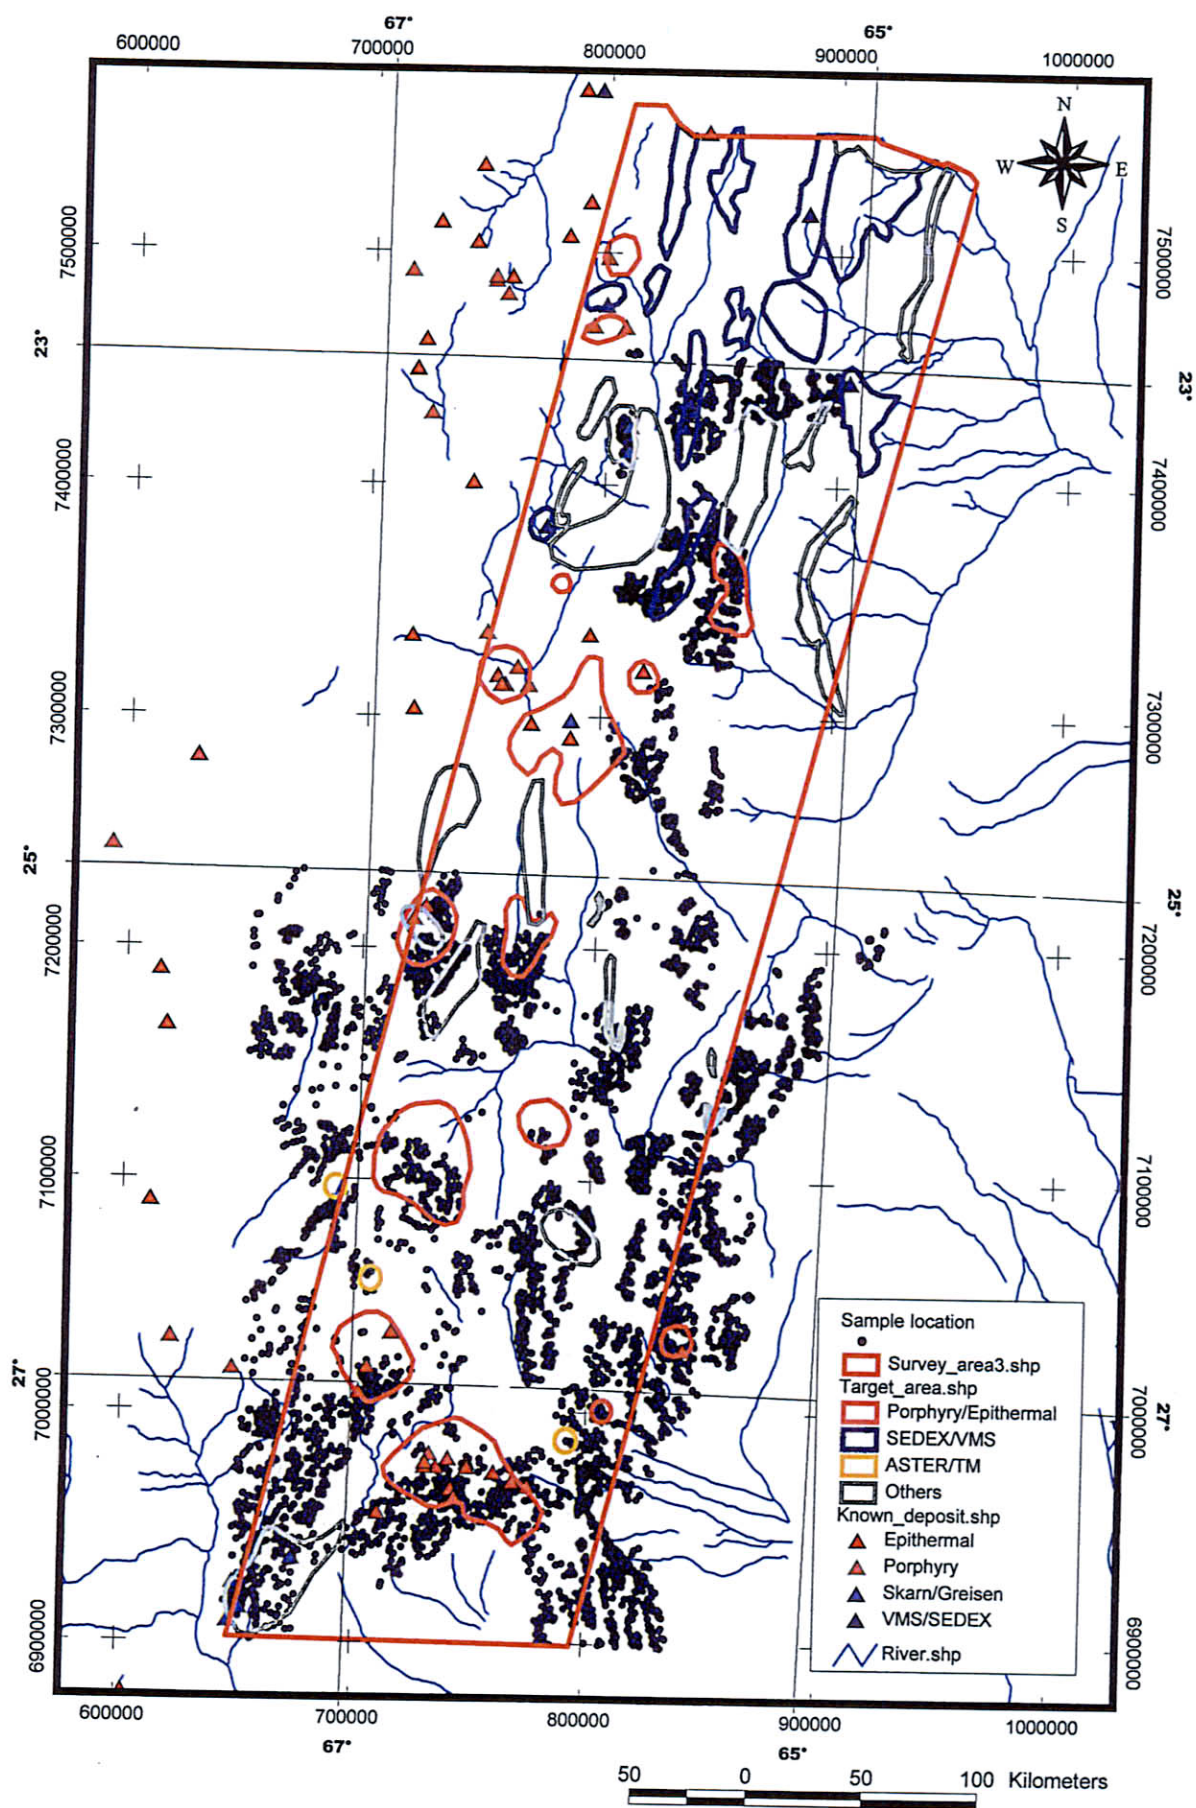 67° 65°
600000 700000 800000 900000 1000000
N
W E
S
7500000 7500000
23° 23°
7400000 7400000
7300000 7300000
25° 25°
7200000 7200000
7100000 7100000
27° 27°
7000000 7000000
6900000 6900000
Sample location
Survey_area3.shp
Target_area.shp
Porphyry/Epithermal
SEDEX/VMS
ASTER/TM
Others
Known_deposit.shp
Epithermal
Porphyry
Skarn/Greisen
VMS/SEDEX
River.shp
600000 700000 800000 900000 1000000
67° 65°
50 0 50 100 Kilometers